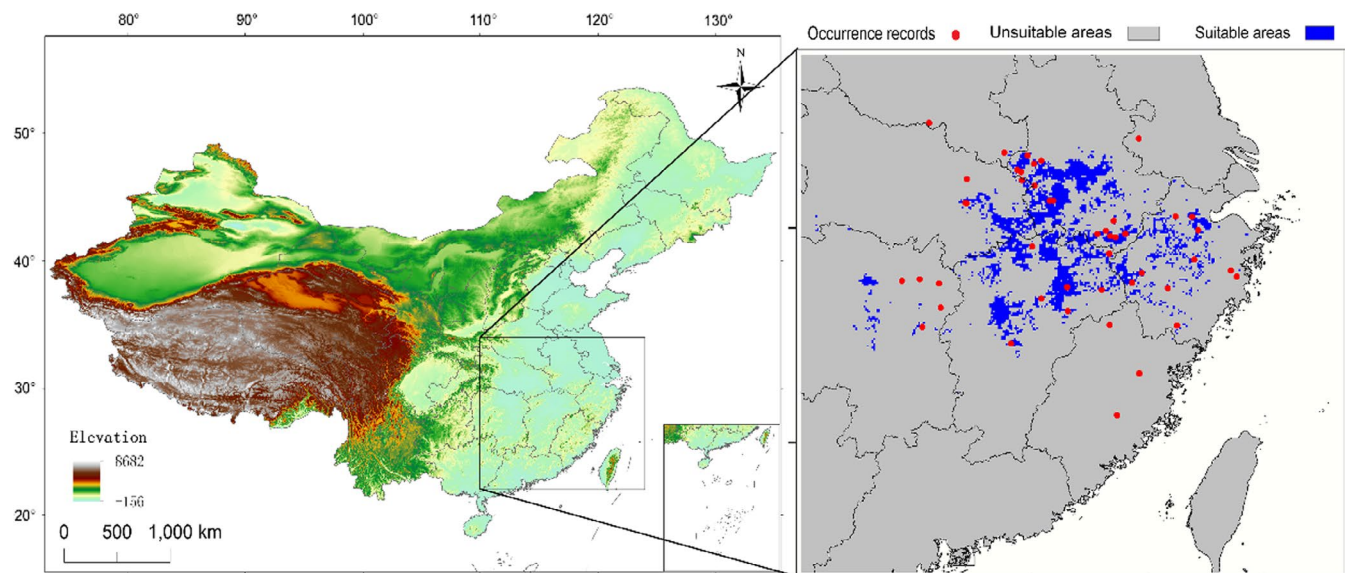 80° 90° 100° 110° 120° 130°
Occurrence records Unsuitable areas Suitable areas
N
50°
40°
30°
20°
Elevation
8682
-156
0 500 1,000 km